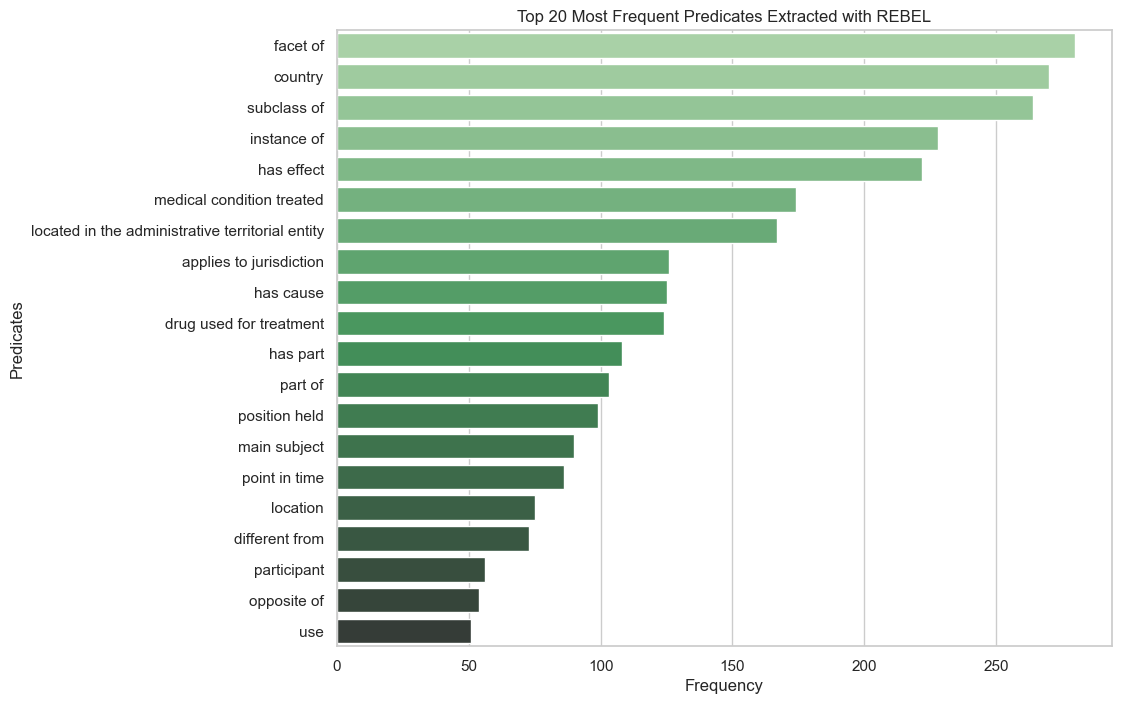 Top 20 Most Frequent Predicates Extracted with REBEL
facet of
country
subclass of
instance of
has effect
medical condition treated
located in the administrative territorial entity
applies to jurisdiction
has cause
drug used for treatment
has part
part of
position held
main subject
point in time
location
different from
participant
opposite of
use
Predicates
0 50 100 150 200 250
Frequency